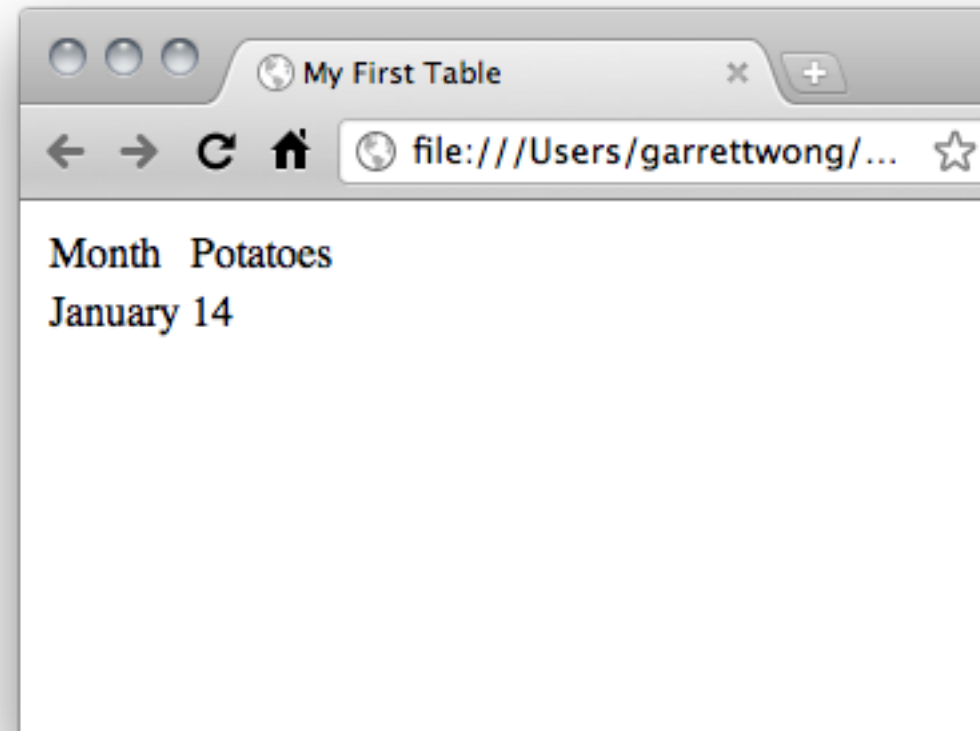 My First Table
file:///Users/garrettwong/...
Month Potatoes
January 14